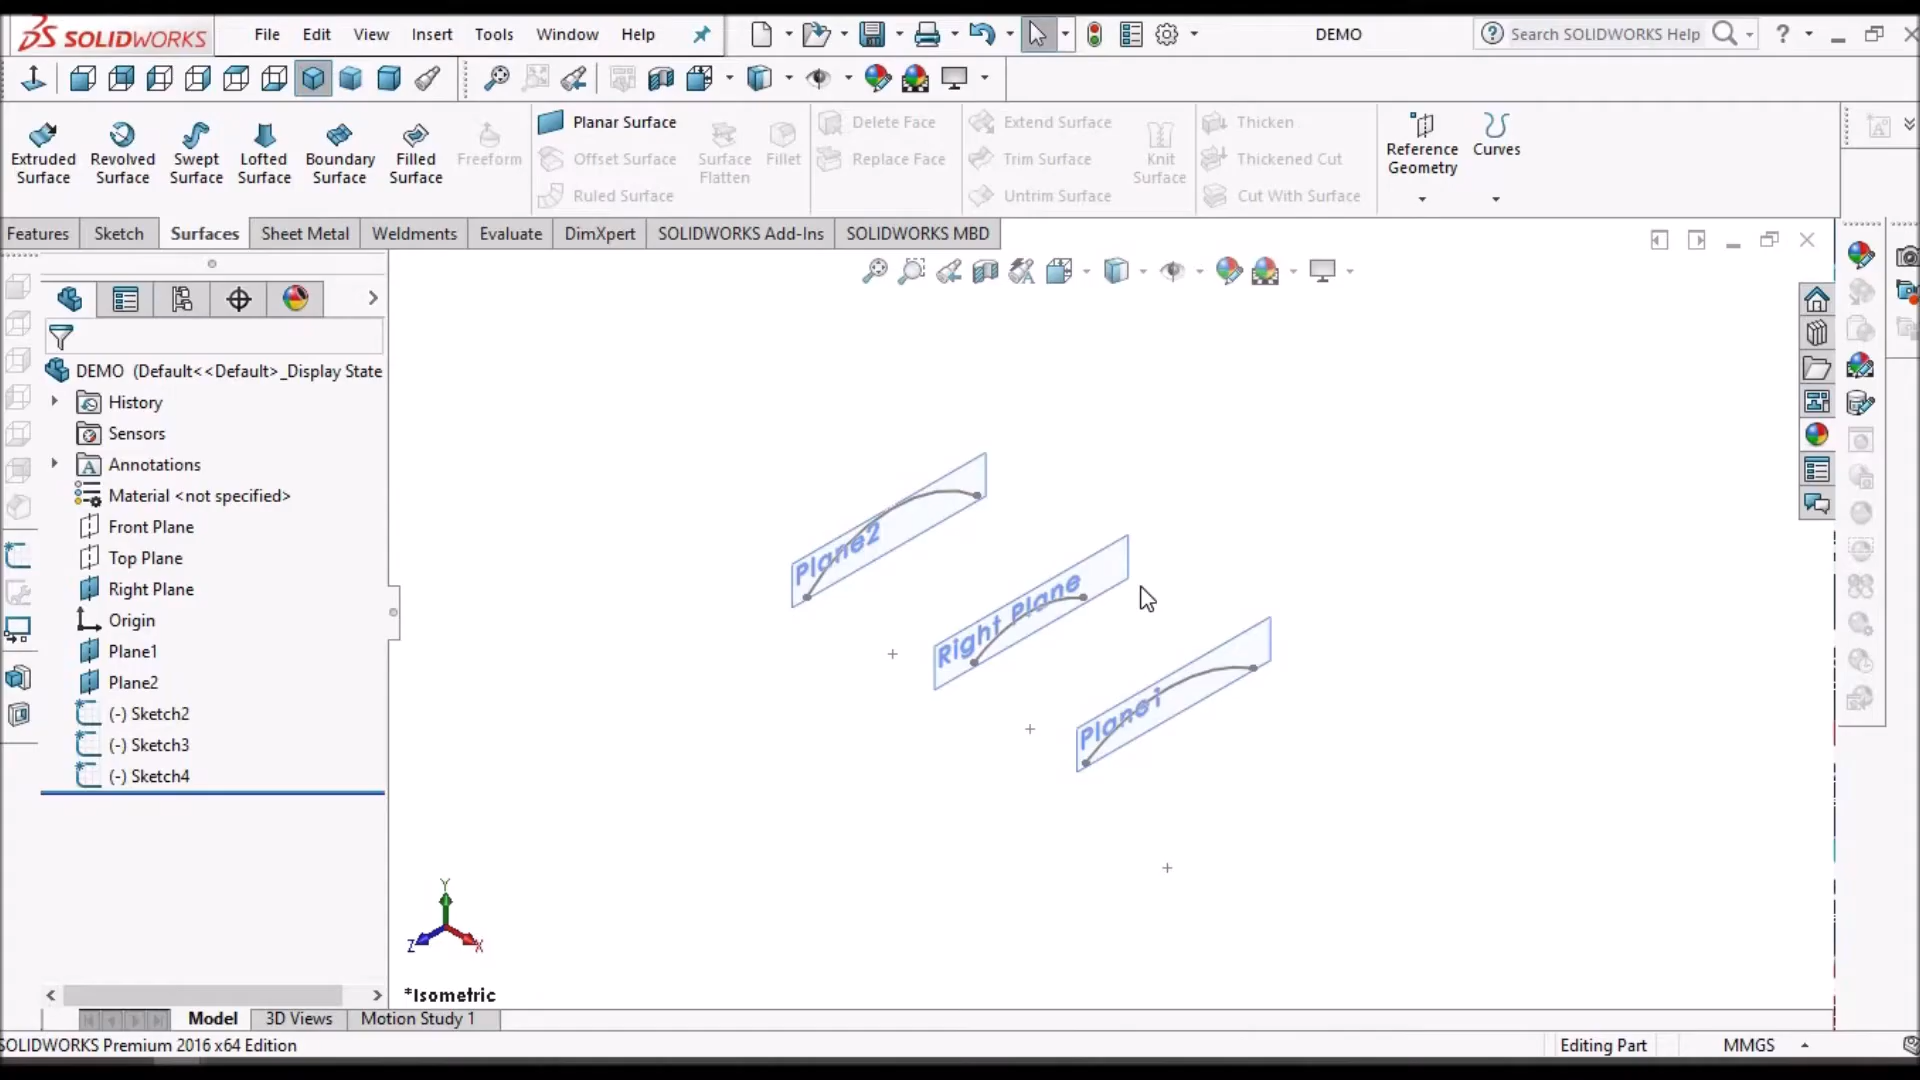 SOLIDWORKS
File Edit View Insert Tools Window Help
DEMO
Search SOLIDWORKS Help
?
Extruded Surface
Revolved Surface
Swept Surface
Lofted Surface
Boundary Surface
Filled Surface
Freeform
Planar Surface
Offset Surface
Ruled Surface
Surface Flatten
Fillet
Delete Face
Replace Face
Extend Surface
Trim Surface
Untrim Surface
Knit Surface
Thicken
Thickened Cut
Cut With Surface
Reference Geometry
Curves
Features Sketch Surfaces Sheet Metal Weldments Evaluate DimXpert SOLIDWORKS Add-Ins SOLIDWORKS MBD
DEMO (Default<<Default>_Display State
History
Sensors
Annotations
Material <not specified>
Front Plane
Top Plane
Right Plane
Origin
Plane1
Plane2
(-) Sketch2
(-) Sketch3
(-) Sketch4
Plane2
Right Plane
Plane1
Y
Z X
*Isometric
Model 3D Views Motion Study 1
SOLIDWORKS Premium 2016 x64 Edition
Editing Part MMGS